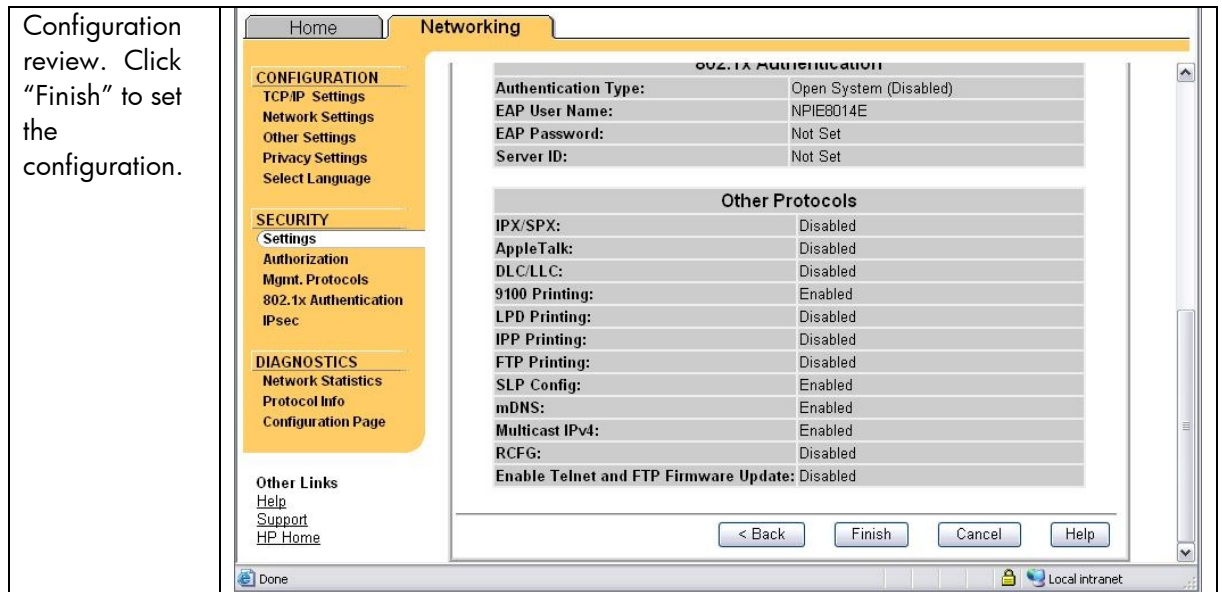 Configuration
review. Click
“Finish” to set
the
configuration.
Home
Networking
CONFIGURATION
TCP/IP Settings
Network Settings
Other Settings
Privacy Settings
Select Language
SECURITY
Settings
Authorization
Mgmt. Protocols
802.1x Authentication
IPsec
DIAGNOSTICS
Network Statistics
Protocol Info
Configuration Page
Other Links
Help
Support
HP Home
802.1x Authentication
Authentication Type: Open System (Disabled)
EAP User Name: NPIE8014E
EAP Password: Not Set
Server ID: Not Set
Other Protocols
IPX/SPX: Disabled
AppleTalk: Disabled
DLC/LLC: Disabled
9100 Printing: Enabled
LPD Printing: Disabled
IPP Printing: Disabled
FTP Printing: Disabled
SLP Config: Enabled
mDNS: Enabled
Multicast IPv4: Enabled
RCFG: Disabled
Enable Telnet and FTP Firmware Update: Disabled
< Back Finish Cancel Help
Done Local intranet